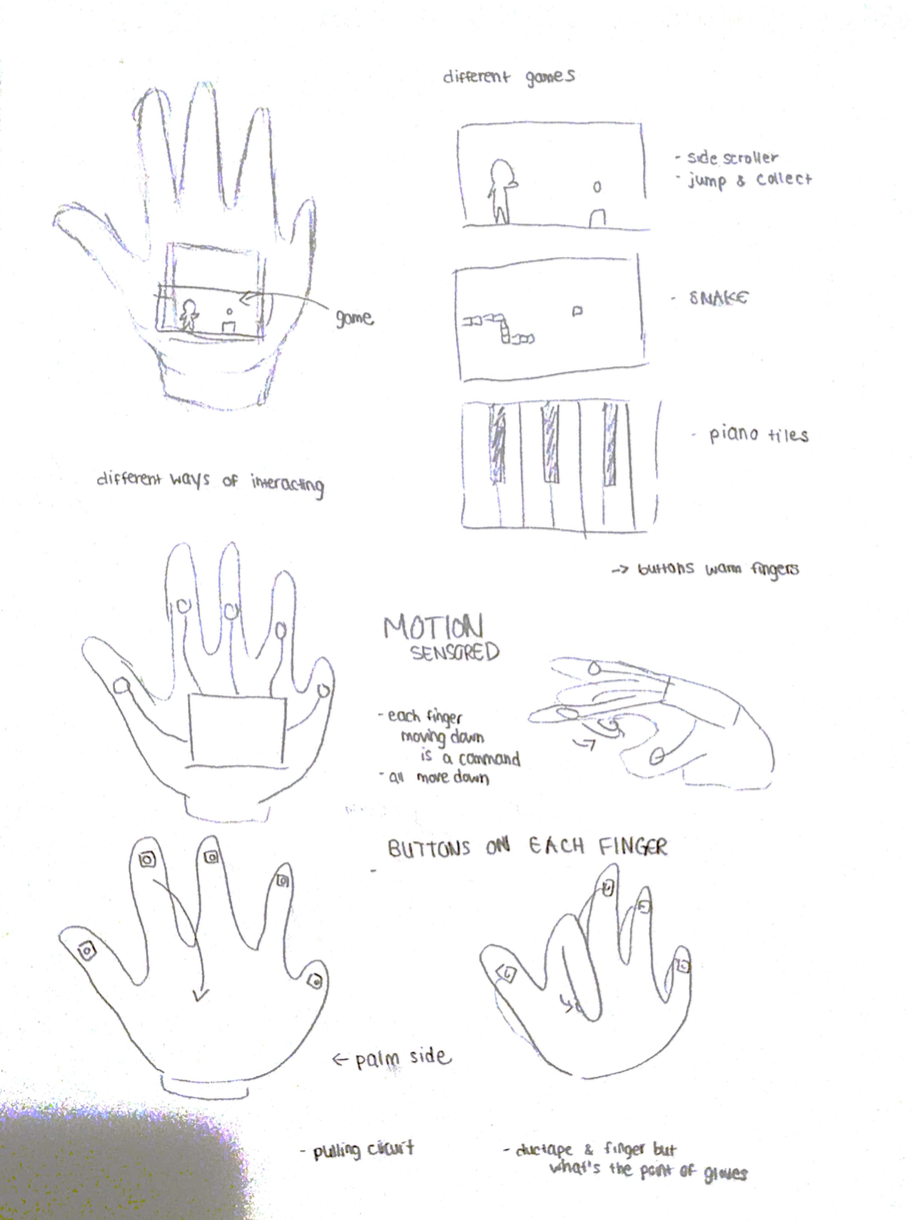 different games
- side scroller
- jump & collect
game
- SNAKE
- piano tiles
different ways of interacting
-> buttons warm fingers
MOTION
SENSORED
- each finger
moving down
is a command
- all move down
BUTTONS ON EACH FINGER
-
← palm side
- pulling circuit
- ductape & finger but
what's the point of gloves